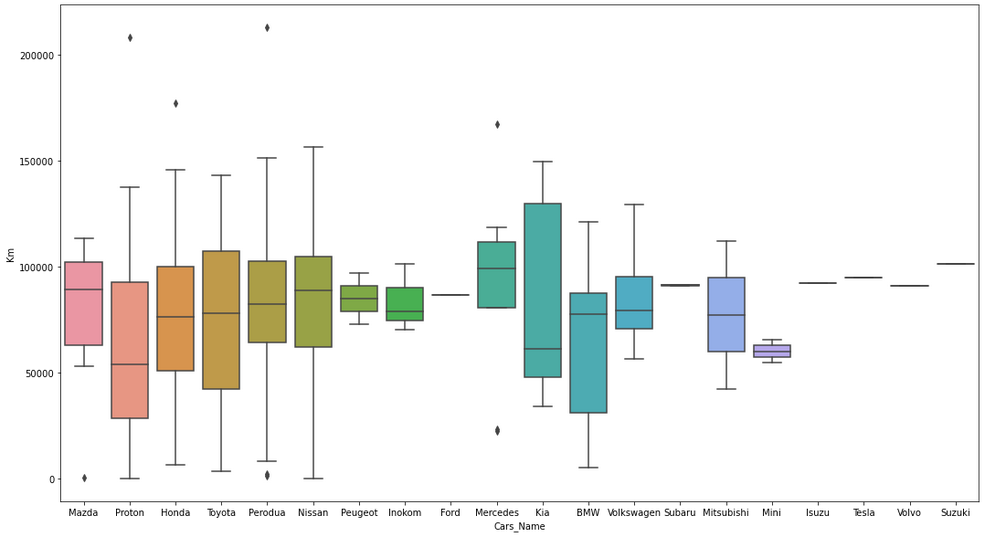 200000
150000
100000
50000
0
Km
Mazda Proton Honda Toyota Perodua Nissan Peugeot Inokom Ford Mercedes Kia BMW Volkswagen Subaru Mitsubishi Mini Isuzu Tesla Volvo Suzuki
Cars_Name